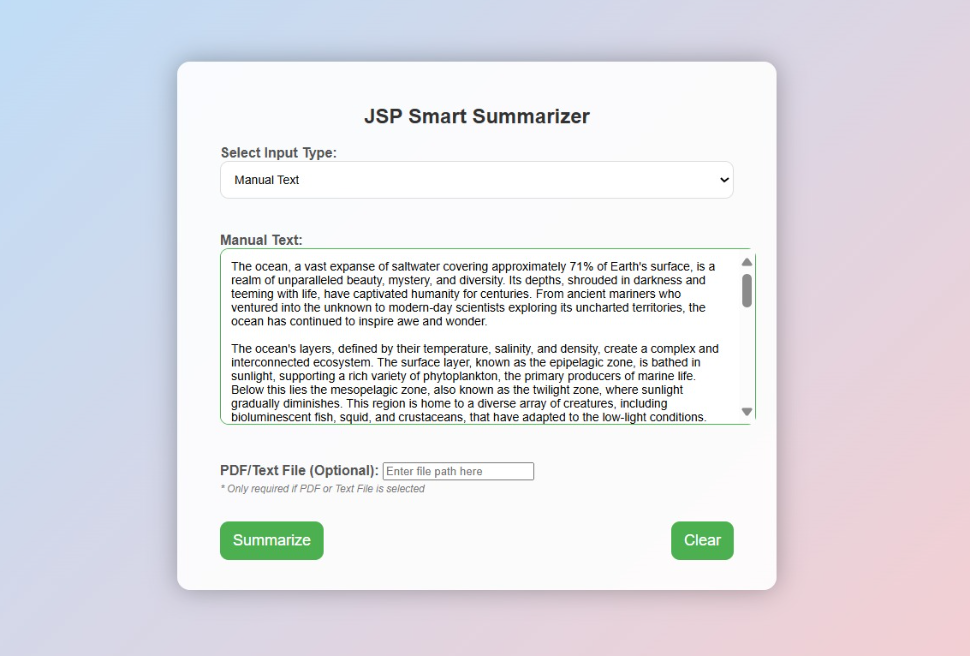 JSP Smart Summarizer
Select Input Type:
Manual Text
Manual Text:
The ocean, a vast expanse of saltwater covering approximately 71% of Earth's surface, is a
realm of unparalleled beauty, mystery, and diversity. Its depths, shrouded in darkness and
teeming with life, have captivated humanity for centuries. From ancient mariners who
ventured into the unknown to modern-day scientists exploring its uncharted territories, the
ocean has continued to inspire awe and wonder.
The ocean's layers, defined by their temperature, salinity, and density, create a complex and
interconnected ecosystem. The surface layer, known as the epipelagic zone, is bathed in
sunlight, supporting a rich variety of phytoplankton, the primary producers of marine life.
Below this lies the mesopelagic zone, also known as the twilight zone, where sunlight
gradually diminishes. This region is home to a diverse array of creatures, including
bioluminescent fish, squid, and crustaceans, that have adapted to the low-light conditions.
PDF/Text File (Optional): Enter file path here
* Only required if PDF or Text File is selected
Summarize
Clear